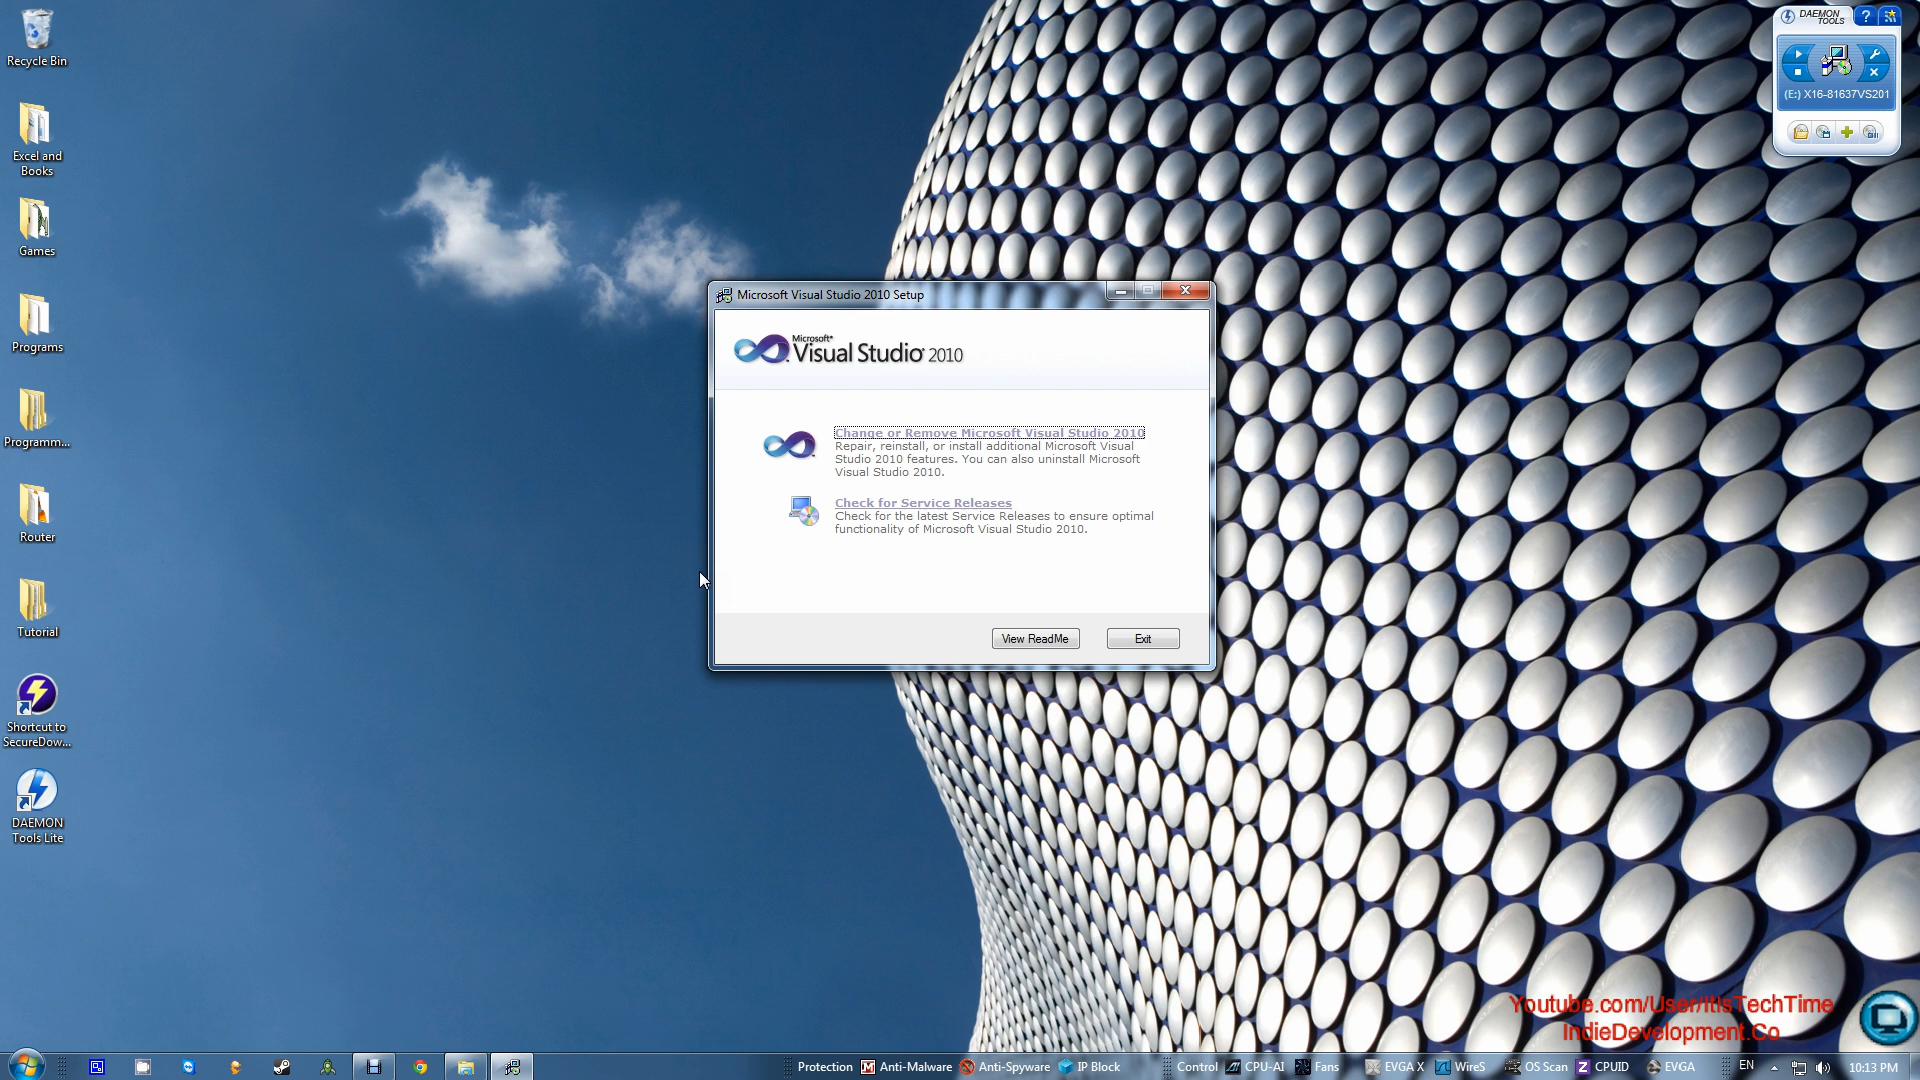 Recycle Bin
Excel and
Books
Games
Programs
Programm...
Router
Tutorial
Shortcut to
SecureDow...
DAEMON
Tools Lite
DAEMON
TOOLS
?
(E:) X16-81637VS201
Microsoft Visual Studio 2010 Setup
Microsoft®
Visual Studio® 2010
Change or Remove Microsoft Visual Studio 2010
Repair, reinstall, or install additional Microsoft Visual
Studio 2010 features. You can also uninstall Microsoft
Visual Studio 2010.
Check for Service Releases
Check for the latest Service Releases to ensure optimal
functionality of Microsoft Visual Studio 2010.
View ReadMe
Exit
Youtube.com/User/ItIsTechTime
IndieDevelopment.Co
Protection Anti-Malware Anti-Spyware IP Block Control CPU-AI Fans EVGA X WireS OS Scan CPUID EVGA EN 10:13 PM